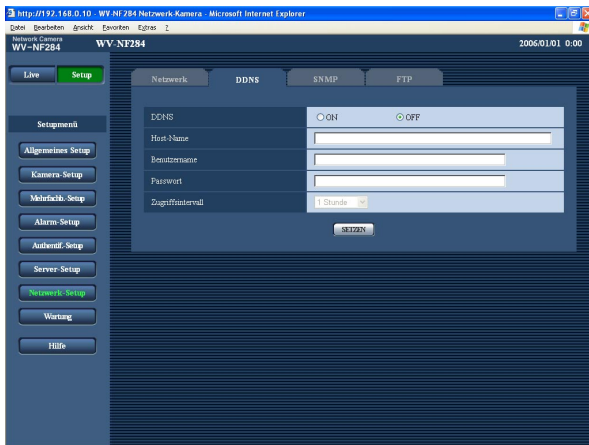 http://192.168.0.10 - WV-NF284 Netzwerk-Kamera - Microsoft Internet Explorer
Datei Bearbeiten Ansicht Favoriten Extras ?
Network Camera
WV-NF284
WV-NF284
2006/01/01 0:00
Live Setup
Netzwerk DDNS SNMP FTP
DDNS ON OFF
Host-Name
Benutzername
Passwort
Zugriffsintervall 1 Stunde
SETZEN
Setupmenü
Allgemeines Setup
Kamera-Setup
Mehrfachb.-Setup
Alarm-Setup
Authentif.-Setup
Server-Setup
Netzwerk-Setup
Wartung
Hilfe